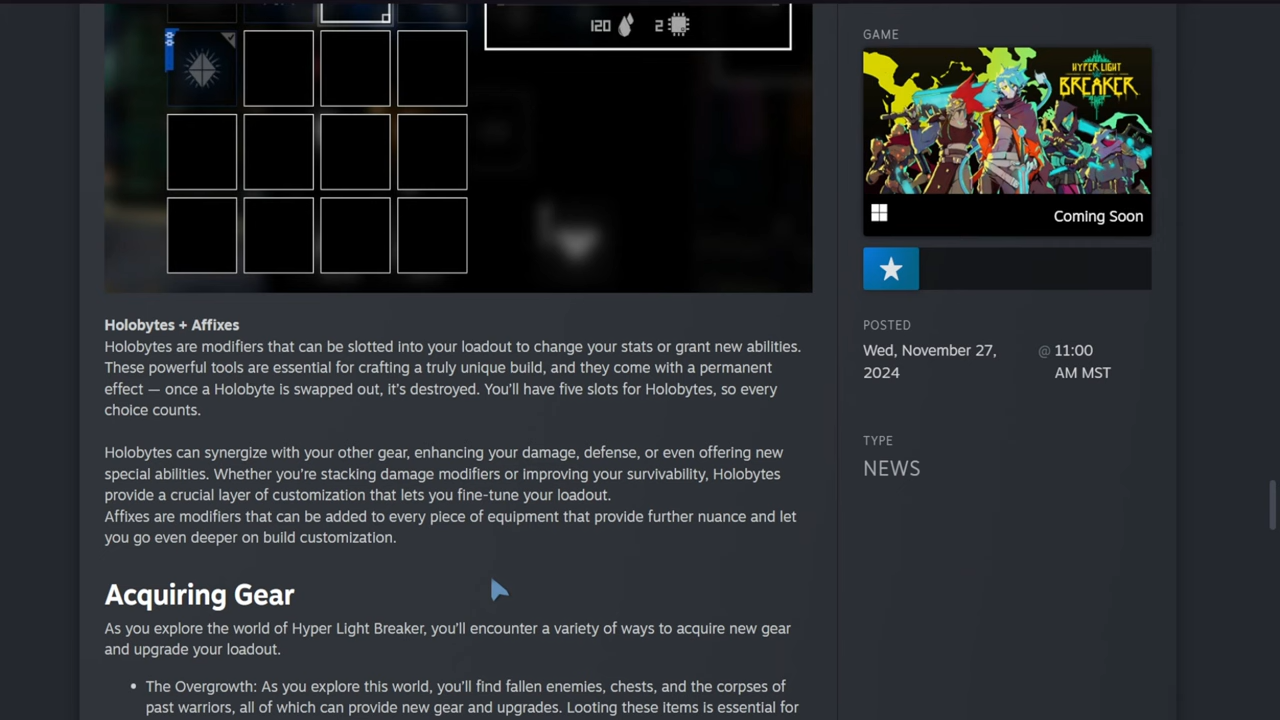 120 2
GAME
HYPER LIGHT
BREAKER
Coming Soon
Holobytes + Affixes
Holobytes are modifiers that can be slotted into your loadout to change your stats or grant new abilities.
These powerful tools are essential for crafting a truly unique build, and they come with a permanent
effect — once a Holobyte is swapped out, it's destroyed. You'll have five slots for Holobytes, so every
choice counts.
POSTED
Wed, November 27, @ 11:00
2024 AM MST
TYPE
NEWS
Holobytes can synergize with your other gear, enhancing your damage, defense, or even offering new
special abilities. Whether you're stacking damage modifiers or improving your survivability, Holobytes
provide a crucial layer of customization that lets you fine-tune your loadout.
Affixes are modifiers that can be added to every piece of equipment that provide further nuance and let
you go even deeper on build customization.
Acquiring Gear
As you explore the world of Hyper Light Breaker, you'll encounter a variety of ways to acquire new gear
and upgrade your loadout.
• The Overgrowth: As you explore this world, you'll find fallen enemies, chests, and the corpses of
past warriors, all of which can provide new gear and upgrades. Looting these items is essential for